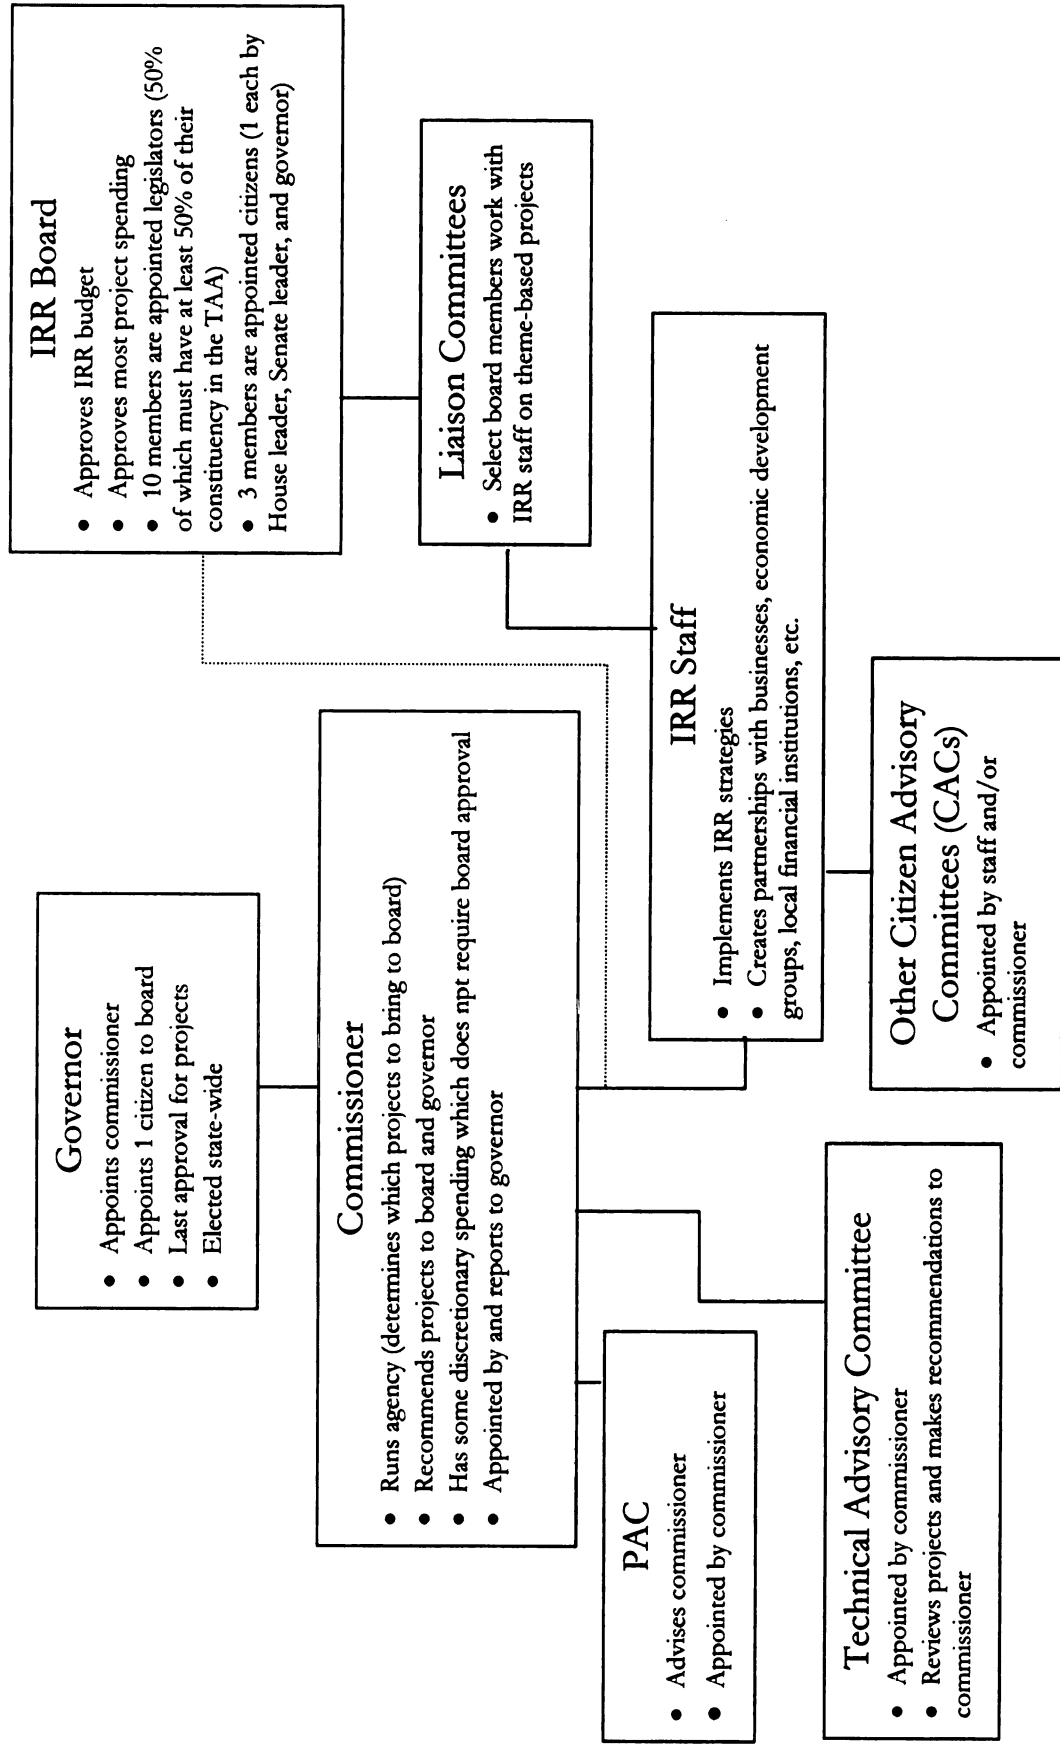 Governor
● Appoints commissioner
● Appoints 1 citizen to board
● Last approval for projects
● Elected state-wide
IRR Board
● Approves IRR budget
● Approves most project spending
● 10 members are appointed legislators (50%
of which must have at least 50% of their
constituency in the TAA)
● 3 members are appointed citizens (1 each by
House leader, Senate leader, and governor)
Commissioner
● Runs agency (determines which projects to bring to board)
● Recommends projects to board and governor
● Has some discretionary spending which does npt require board approval
● Appointed by and reports to governor
Liaison Committees
● Select board members work with
IRR staff on theme-based projects
PAC
● Advises commissioner
● Appointed by commissioner
IRR Staff
● Implements IRR strategies
● Creates partnerships with businesses, economic development
groups, local financial institutions, etc.
Technical Advisory Committee
● Appointed by commissioner
● Reviews projects and makes recommendations to
commissioner
Other Citizen Advisory
Committees (CACs)
● Appointed by staff and/or
commissioner